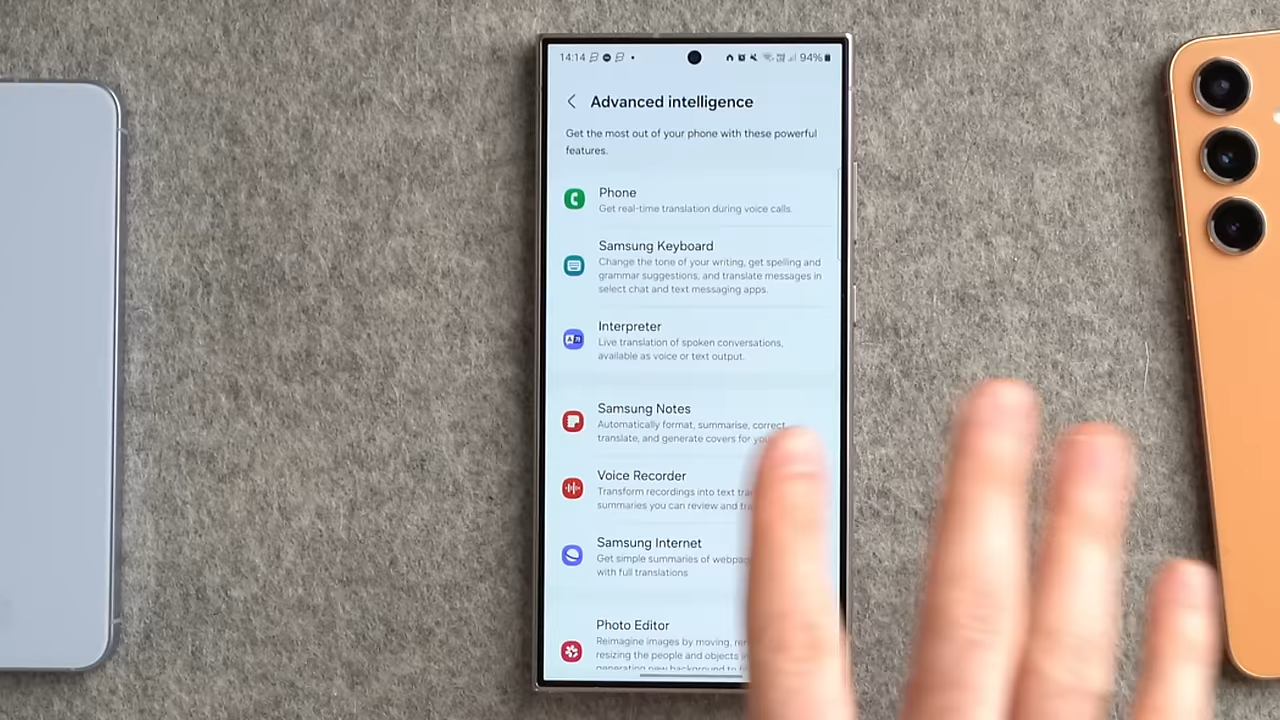 14:14 94%
Advanced intelligence
Get the most out of your phone with these powerful
features.
Phone
Get real-time translation during voice calls.
Samsung Keyboard
Change the tone of your writing, get spelling and
grammar suggestions, and translate messages in
select chat and text messaging apps.
Interpreter
Live translation of spoken conversations,
available as voice or text output.
Samsung Notes
Automatically format, summarise, correct,
translate, and generate covers for
Voice Recorder
Transform recordings into text
summaries you can review and
Samsung Internet
Get simple summaries of
with full translations
Photo Editor
Reimagine images by moving,
resizing the people and objects
generating new background to